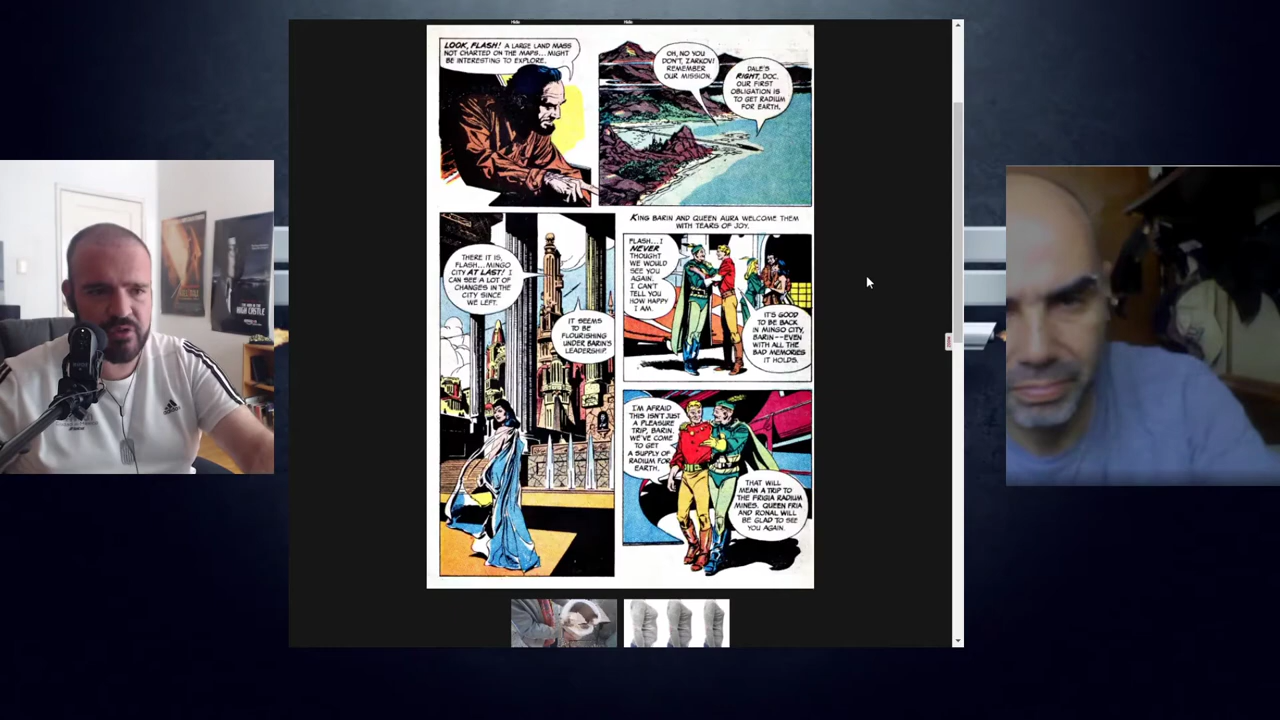 Hide
Hide
LOOK, FLASH! A LARGE LAND MASS
NOT CHARTED ON THE MAPS...MIGHT
BE INTERESTING TO EXPLORE.
OH, NO YOU
DON'T, ZARKOV!
REMEMBER
OUR MISSION.
DALE'S
RIGHT, DOC.
OUR FIRST
OBLIGATION IS
TO GET RADIUM
FOR EARTH.
THERE IT IS,
FLASH...MINGO
CITY AT LAST! I
CAN SEE A LOT OF
CHANGES IN THE
CITY SINCE
WE LEFT.
IT SEEMS
TO BE
FLOURISHING
UNDER BARIN'S
LEADERSHIP.
KING BARIN AND QUEEN AURA WELCOME THEM
WITH TEARS OF JOY.
FLASH...I
NEVER
THOUGHT
WE WOULD
SEE YOU
AGAIN.
I CAN'T
TELL YOU
HOW HAPPY
I AM.
IT'S GOOD
TO BE BACK
IN MINGO CITY,
BARIN--EVEN
WITH ALL THE
BAD MEMORIES
IT HOLDS.
I'M AFRAID
THIS ISN'T JUST
A PLEASURE
TRIP, BARIN.
WE'VE COME
TO GET
A SUPPLY OF
RADIUM FOR
EARTH.
THAT WILL
MEAN A TRIP TO
THE FRIGIA RADIUM
MINES. QUEEN FRIA
AND RONAL WILL
BE GLAD TO SEE
YOU AGAIN.
HIGH CASTLE
adidas